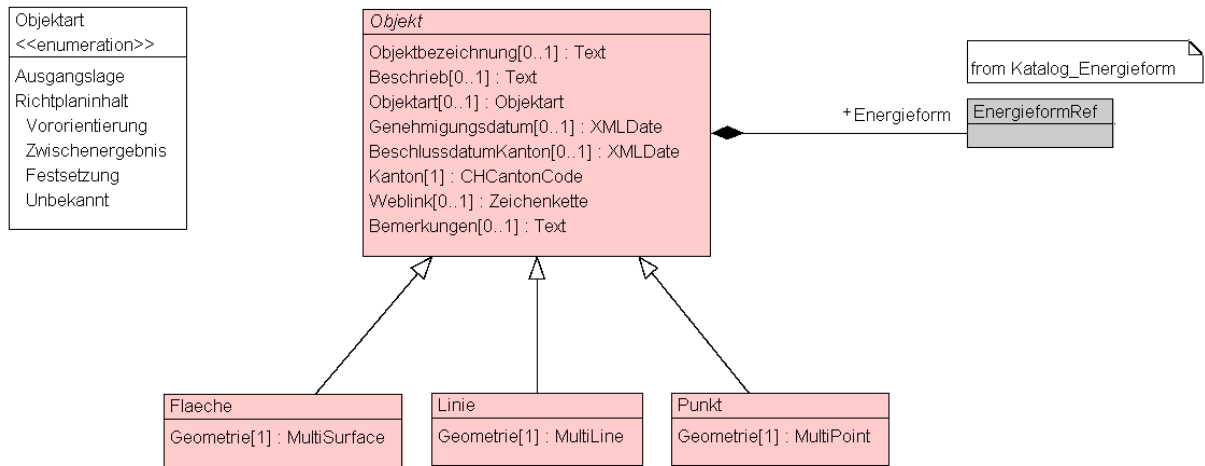 Objektart
<<enumeration>>
Ausgangslage
Richtplaninhalt
Vororientierung
Zwischenergebnis
Festsetzung
Unbekannt
Objekt
Objektbezeichnung[0..1] : Text
Beschrieb[0..1] : Text
Objektart[0..1] : Objektart
Genehmigungsdatum[0..1] : XMLDate
BeschlussdatumKanton[0..1] : XMLDate
Kanton[1] : CHCantonCode
Weblink[0..1] : Zeichenkette
Bemerkungen[0..1] : Text
+Energieform
from Katalog_Energieform
EnergieformRef
Flaeche
Geometrie[1] : MultiSurface
Linie
Geometrie[1] : MultiLine
Punkt
Geometrie[1] : MultiPoint